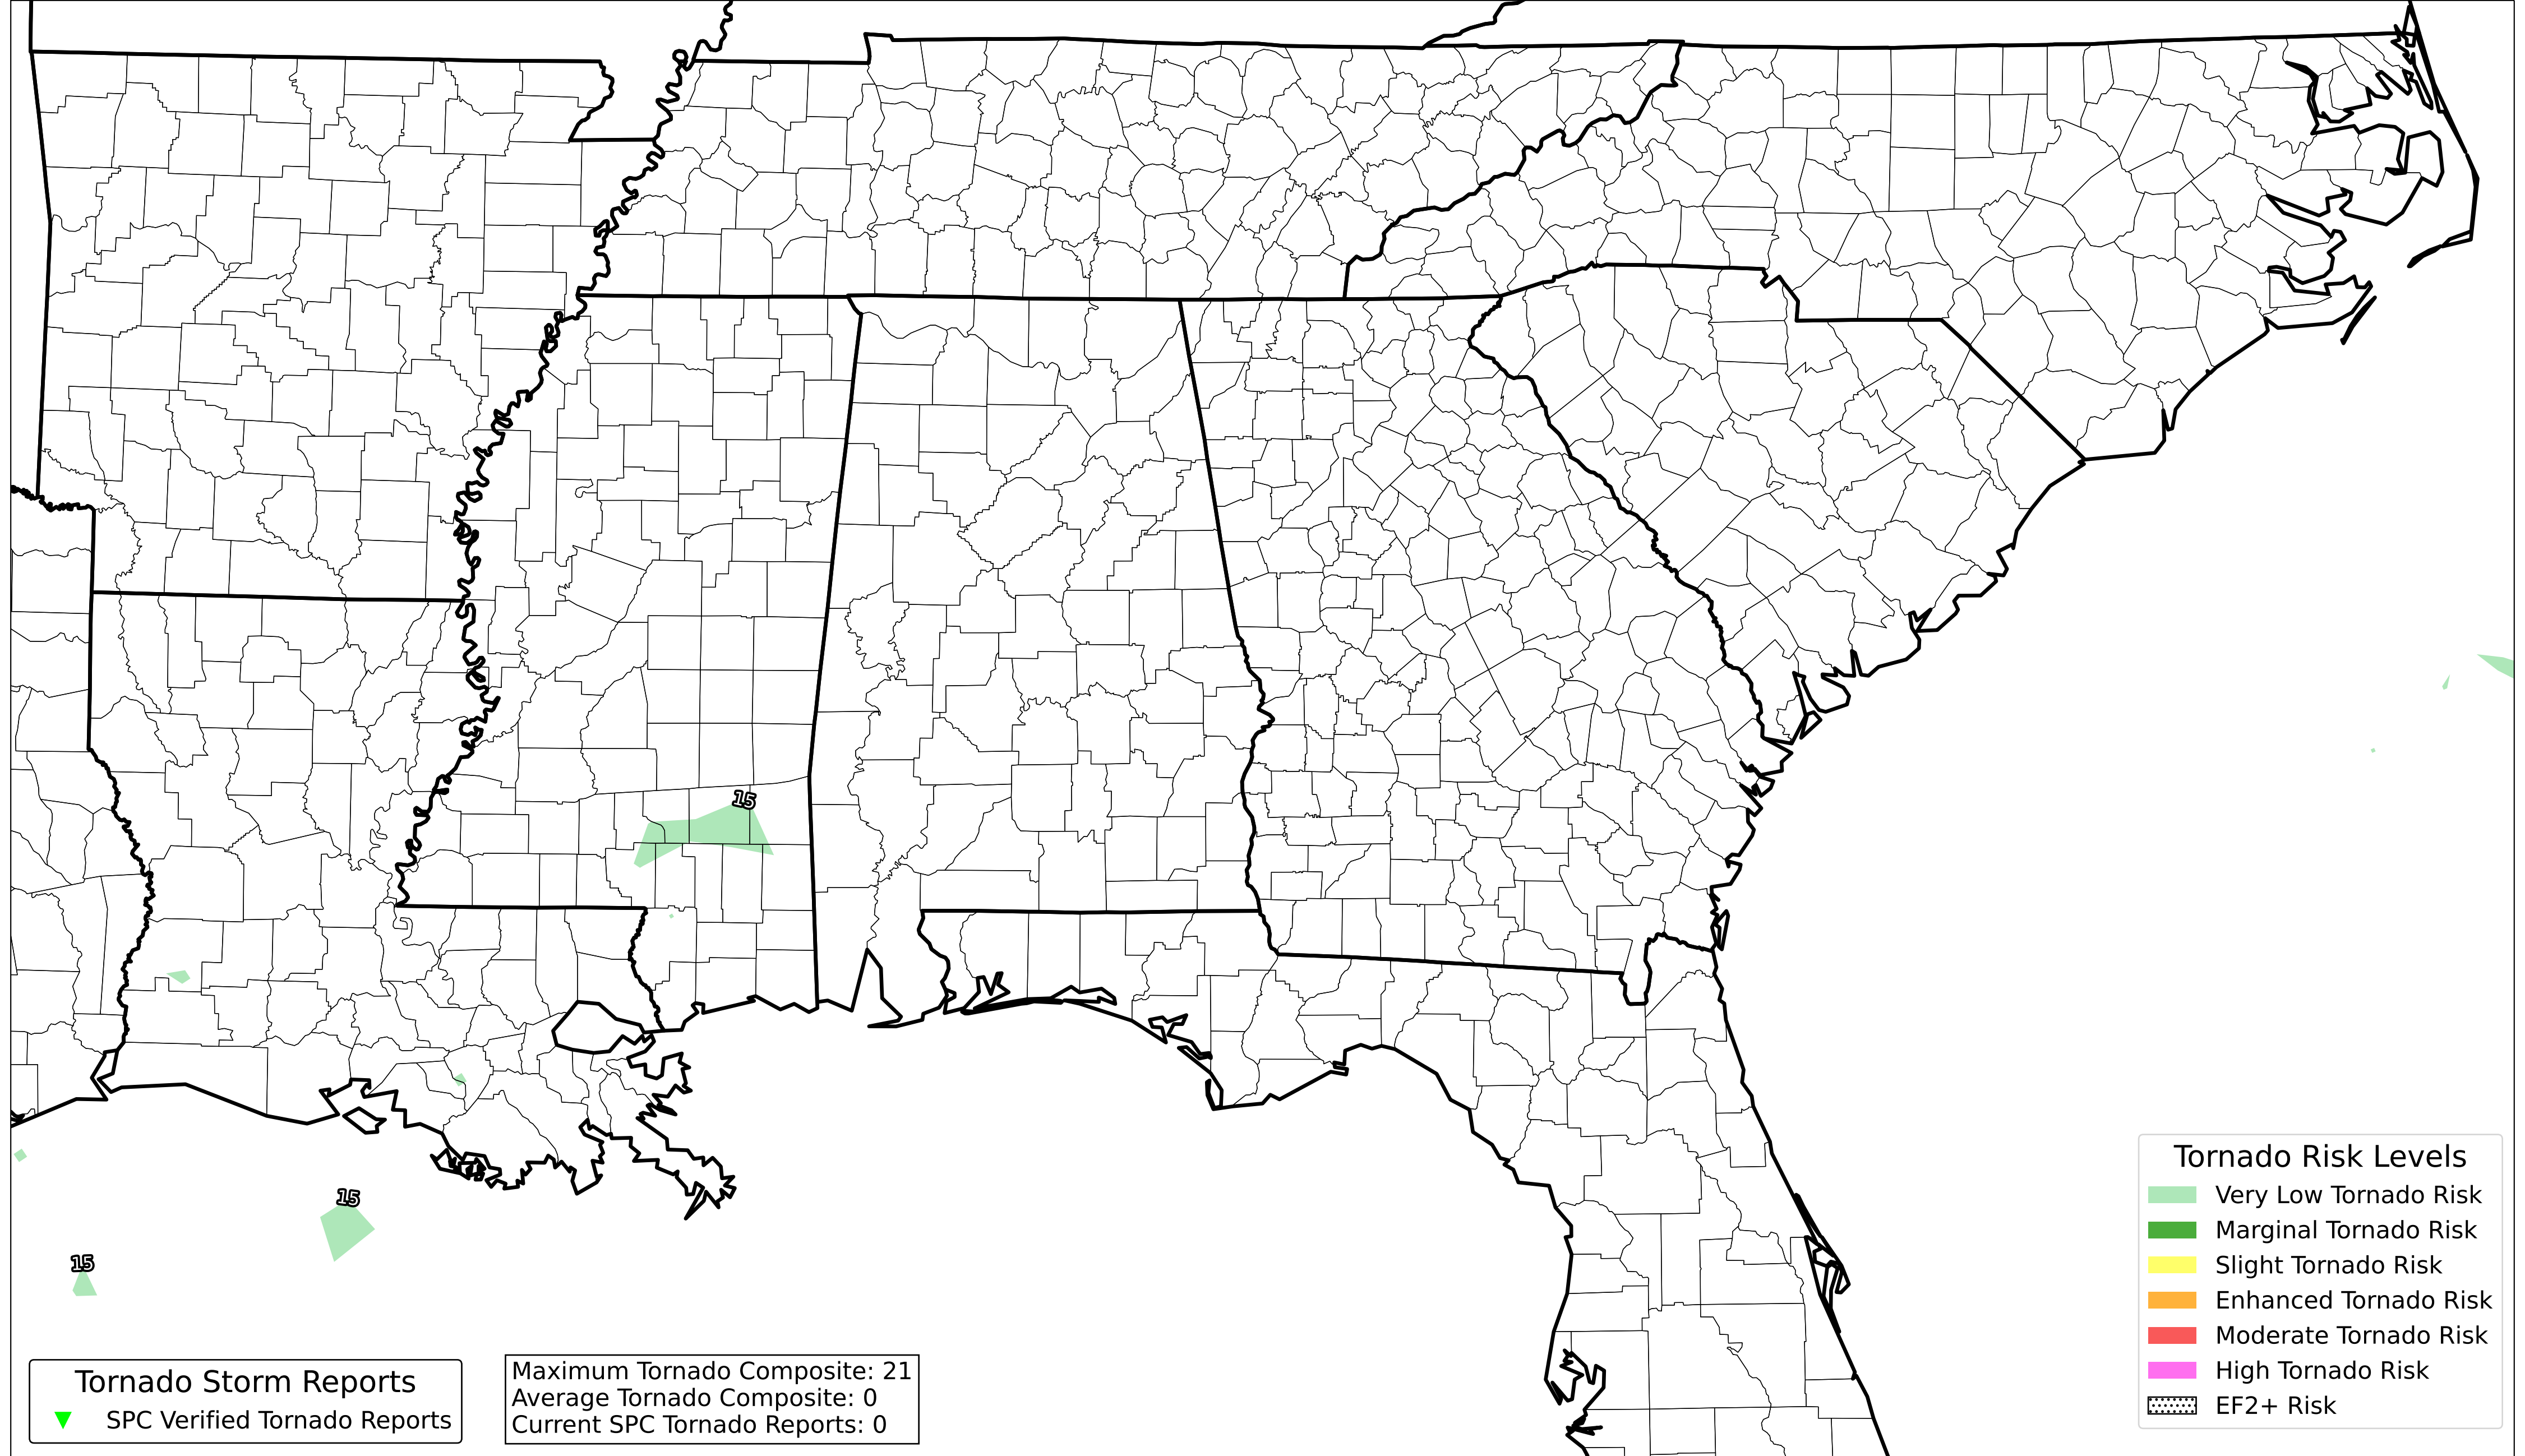 15
15
15
Tornado Risk Levels
Very Low Tornado Risk
Marginal Tornado Risk
Slight Tornado Risk
Enhanced Tornado Risk
Moderate Tornado Risk
High Tornado Risk
EF2+ Risk
Tornado Storm Reports
SPC Verified Tornado Reports
Maximum Tornado Composite: 21
Average Tornado Composite: 0
Current SPC Tornado Reports: 0